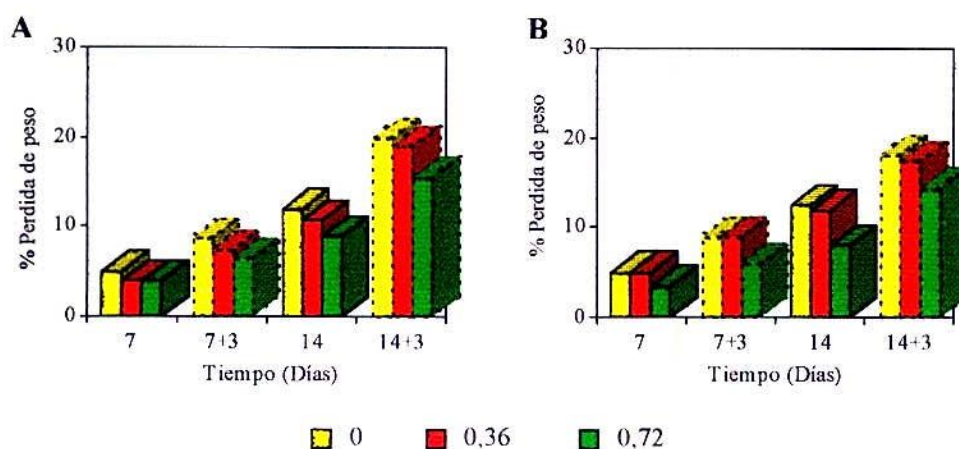 A
30
20
10
0
% Perdida de peso
7 7+3 14 14+3
Tiempo (Días)
B
30
20
10
0
% Perdida de peso
7 7+3 14 14+3
Tiempo (Días)
0 0,36 0,72